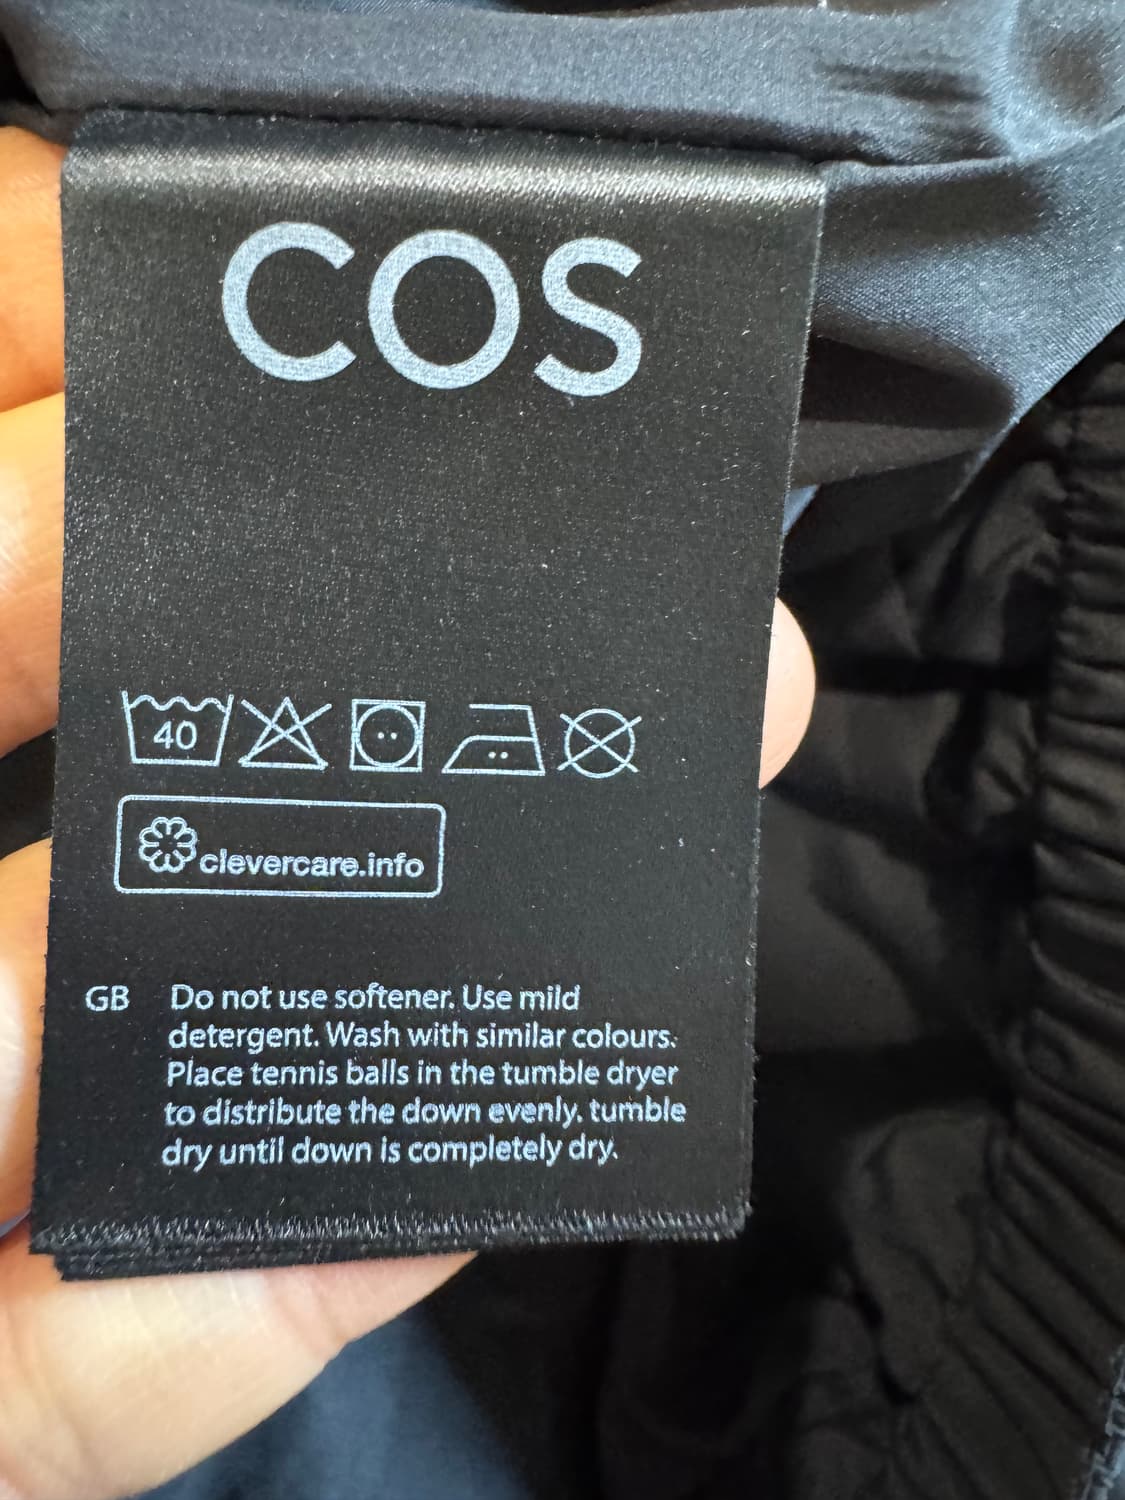 COS
40
clevercare.info
GB Do not use softener. Use mild
detergent. Wash with similar colours.
Place tennis balls in the tumble dryer
to distribute the down evenly. tumble
dry until down is completely dry.